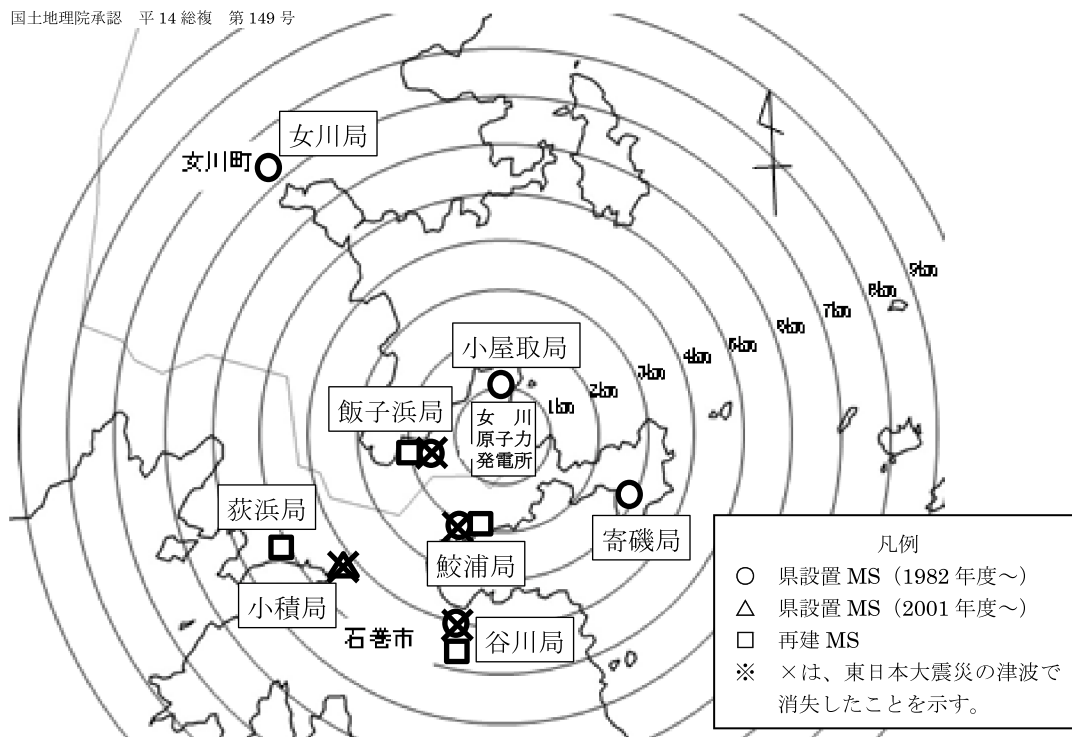 国土地理院承認 平14総複 第149号
女川局
女川町
9km
8km
7km
6km
5km
4km
3km
2km
1km
小屋取局
飯子浜局
女川
原子力
発電所
荻浜局
寄磯局
鮫浦局
小積局
石巻市
谷川局
凡例
○ 県設置 MS（1982 年度～）
△ 県設置 MS（2001 年度～）
□ 再建 MS
※ ×は、東日本大震災の津波で
消失したことを示す。